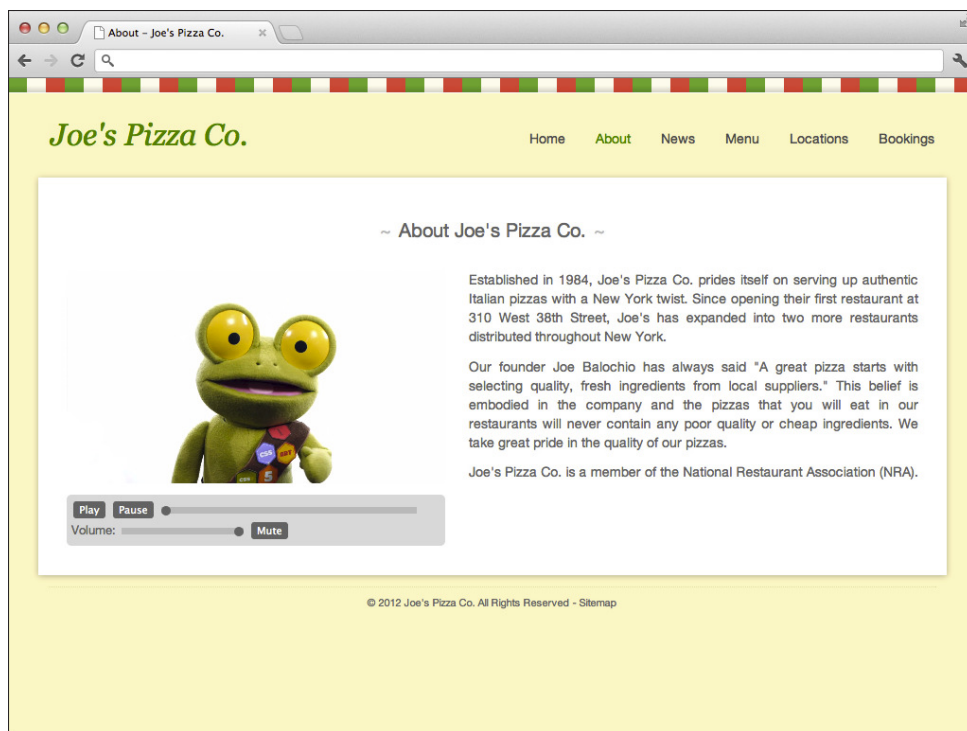 About – Joe's Pizza Co.
Joe's Pizza Co.
Home About News Menu Locations Bookings
~ About Joe's Pizza Co. ~
Established in 1984, Joe's Pizza Co. prides itself on serving up authentic
Italian pizzas with a New York twist. Since opening their first restaurant at
310 West 38th Street, Joe's has expanded into two more restaurants
distributed throughout New York.
Our founder Joe Balochio has always said "A great pizza starts with
selecting quality, fresh ingredients from local suppliers." This belief is
embodied in the company and the pizzas that you will eat in our
restaurants will never contain any poor quality or cheap ingredients. We
take great pride in the quality of our pizzas.
Joe's Pizza Co. is a member of the National Restaurant Association (NRA).
CSS
CSS 5
Play Pause
Volume: Mute
© 2012 Joe's Pizza Co. All Rights Reserved - Sitemap